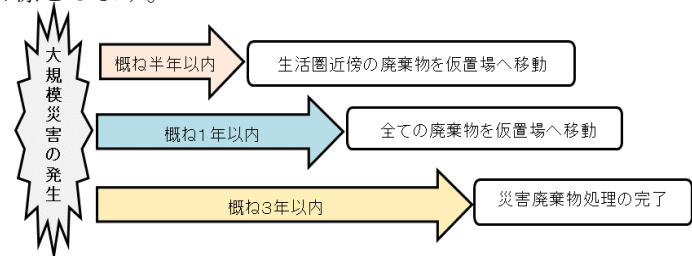 大規模災害の発生
概ね半年以内
生活圏近傍の廃棄物を仮置場へ移動
概ね1年以内
全ての廃棄物を仮置場へ移動
概ね3年以内
災害廃棄物処理の完了